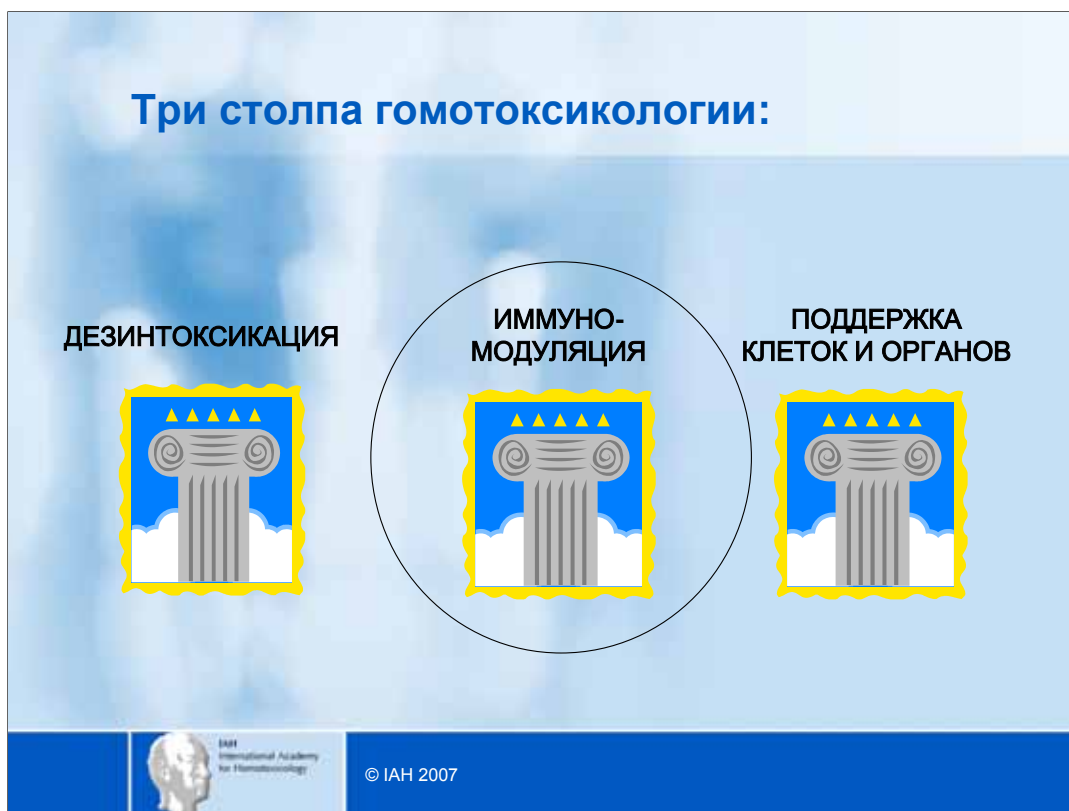 Три столпа гомотоксикологии:
ДЕЗИНТОКСИКАЦИЯ
ИММУНО-
МОДУЛЯЦИЯ
ПОДДЕРЖКА
КЛЕТОК И ОРГАНОВ
IAH
International Academy
for Homotoxicology
© IAH 2007